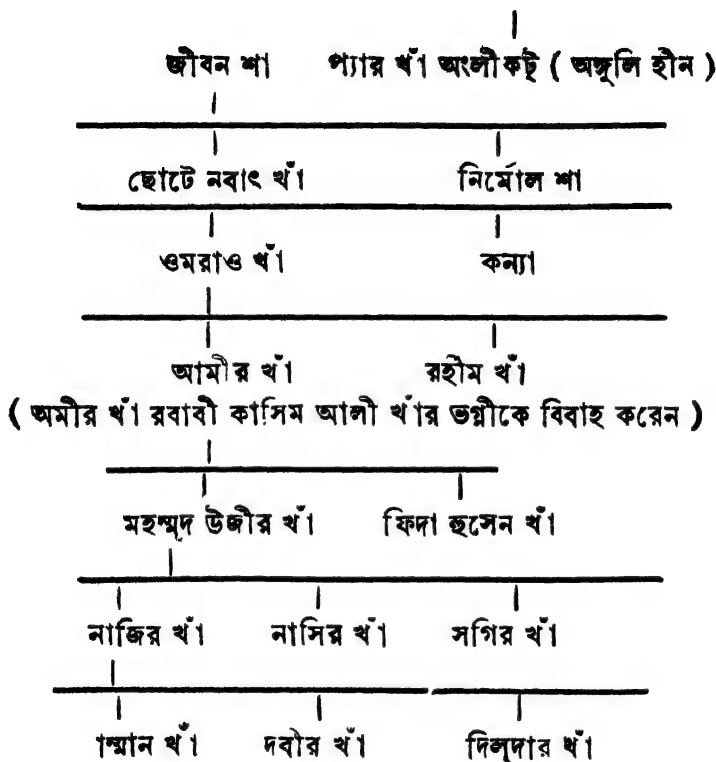 জীবন শা প্যার খাঁ অংলীকট্ ( অঙ্গুলি হীন )
ছোটে নবাৎ খাঁ নির্মোল শা
ওমরাও খাঁ কন্যা
আমীর খাঁ রহীম খাঁ
( অমীর খাঁ রবাবী কাসিম আলী খাঁর ভগ্নীকে বিবাহ করেন )
মহম্মদ উজীর খাঁ ফিদা হুসেন খাঁ
নাজির খাঁ নাসির খাঁ সগির খাঁ
খাঁ দবীর খাঁ দিলদার খাঁ